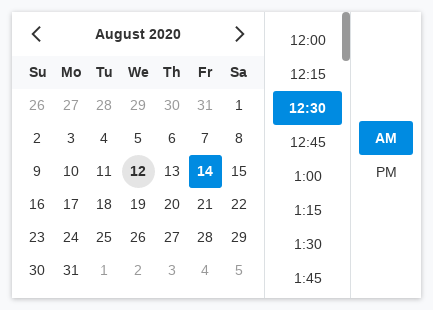 August 2020
Su Mo Tu We Th Fr Sa
26 27 28 29 30 31 1
2 3 4 5 6 7 8
9 10 11 12 13 14 15
16 17 18 19 20 21 22
23 24 25 26 27 28 29
30 31 1 2 3 4 5
12:00
12:15
12:30
12:45
1:00
1:15
1:30
1:45
AM
PM